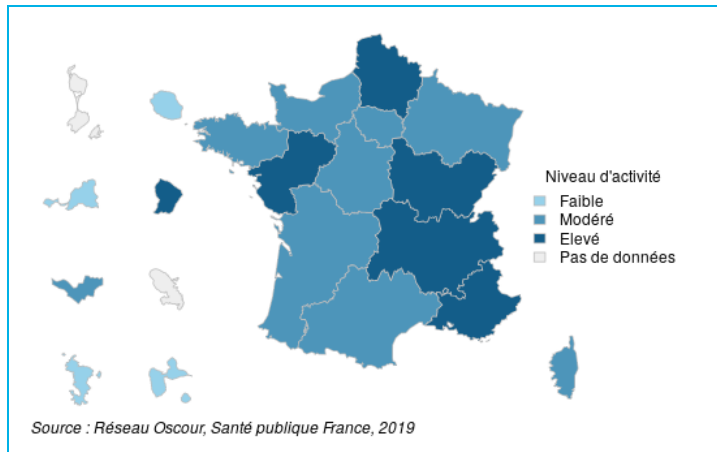 Niveau d'activité
Faible
Modéré
Elevé
Pas de données
Source : Réseau Oscour, Santé publique France, 2019